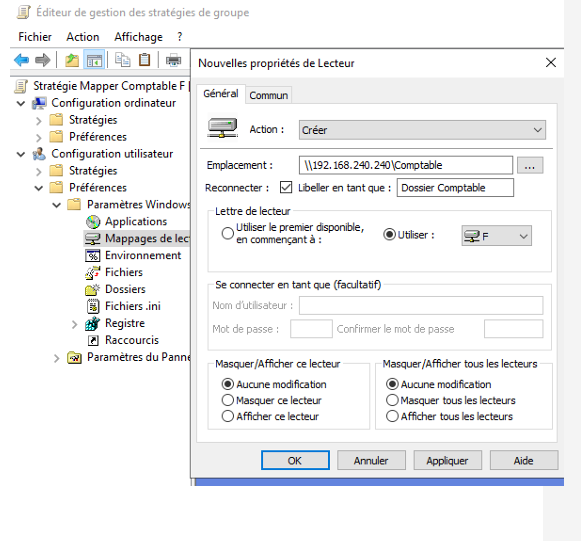 Éditeur de gestion des stratégies de groupe
Fichier Action Affichage ?
Stratégie Mapper Comptable F
Configuration ordinateur
Stratégies
Préférences
Configuration utilisateur
Stratégies
Préférences
Paramètres Windows
Applications
Mappages de lec
Environnement
Fichiers
Dossiers
Fichiers .ini
Registre
Raccourcis
Paramètres du Panne
Nouvelles propriétés de Lecteur
Général Commun
Action : Créer
Emplacement : \\192.168.240.240\Comptable ...
Reconnecter : Libeller en tant que : Dossier Comptable
Lettre de lecteur
Utiliser le premier disponible,
en commençant à :
Utiliser : F
Se connecter en tant que (facultatif)
Nom d'utilisateur :
Mot de passe : Confirmer le mot de passe
Masquer/Afficher ce lecteur
Aucune modification
Masquer ce lecteur
Afficher ce lecteur
Masquer/Afficher tous les lecteurs
Aucune modification
Masquer tous les lecteurs
Afficher tous les lecteurs
OK Annuler Appliquer Aide